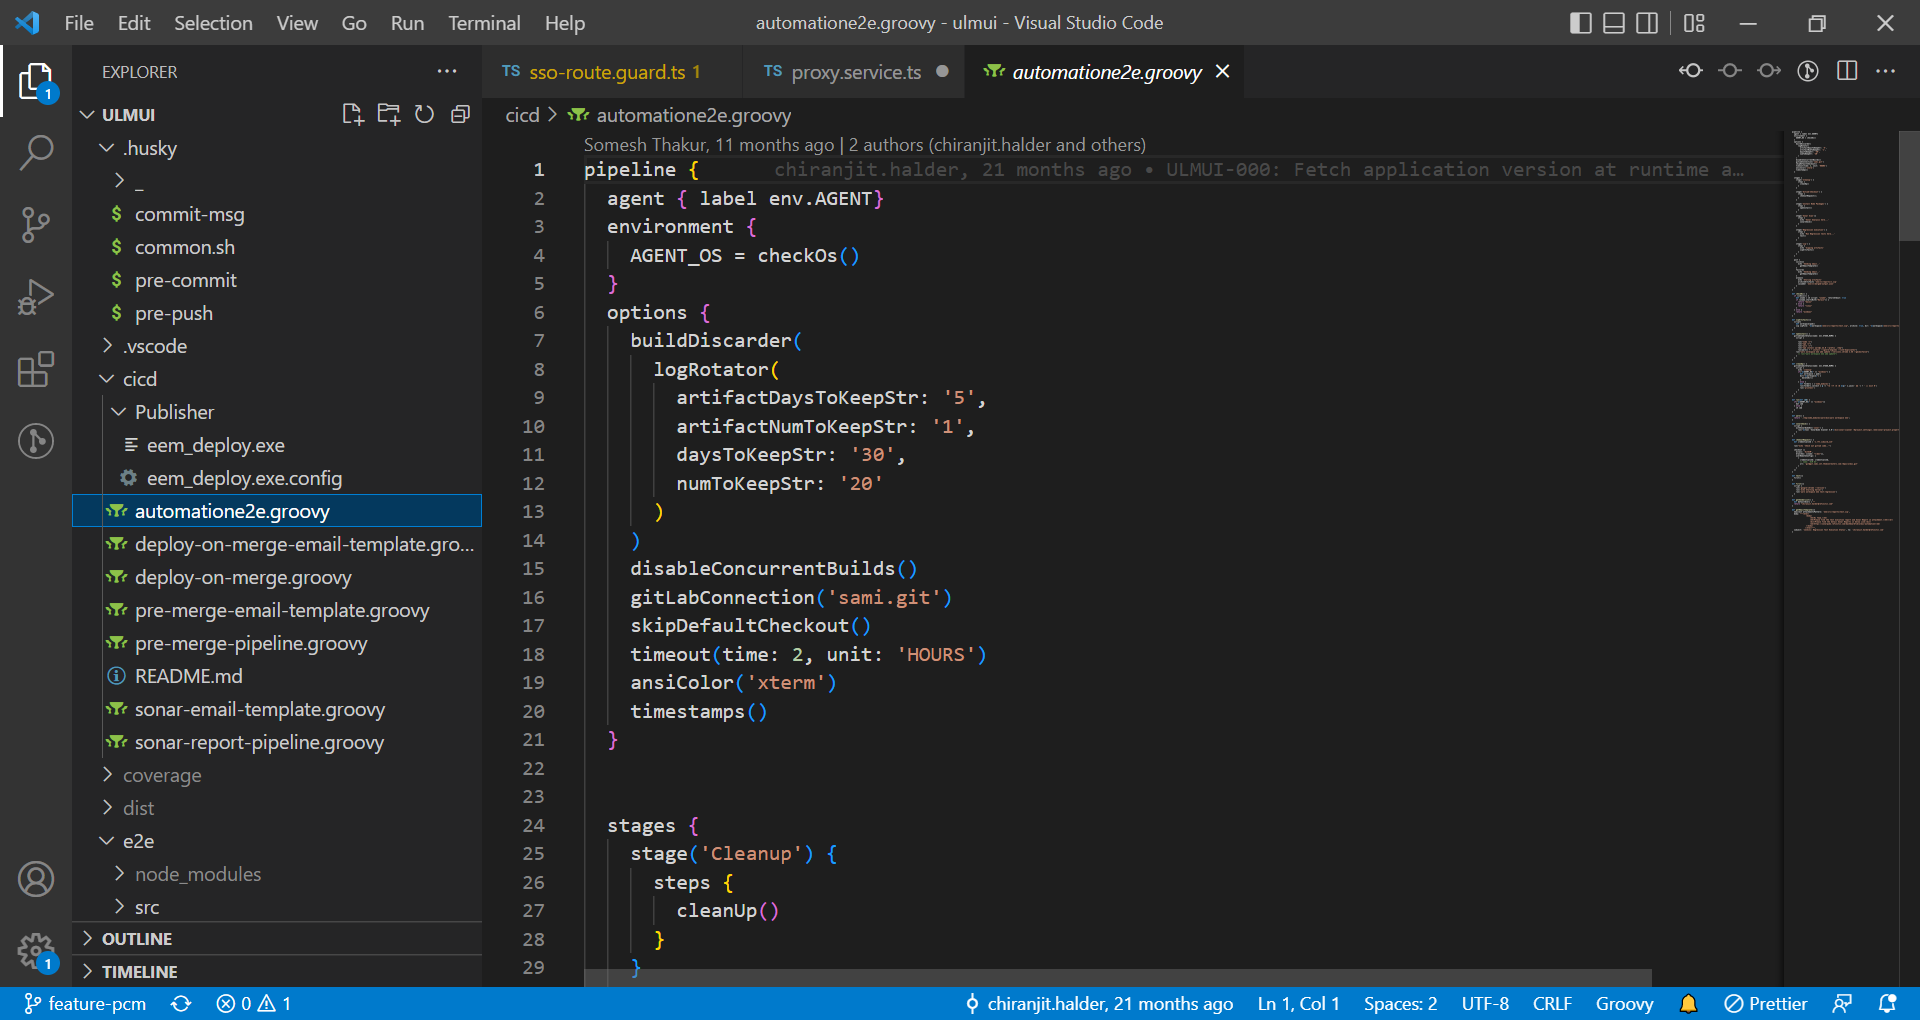 File Edit Selection View Go Run Terminal Help
automatione2e.groovy - ulmui - Visual Studio Code
EXPLORER
ULMUI
.husky
_
$ commit-msg
$ common.sh
$ pre-commit
$ pre-push
.vscode
cicd
Publisher
eem_deploy.exe
eem_deploy.exe.config
automatione2e.groovy
deploy-on-merge-email-template.gro...
deploy-on-merge.groovy
pre-merge-email-template.groovy
pre-merge-pipeline.groovy
README.md
sonar-email-template.groovy
sonar-report-pipeline.groovy
coverage
dist
e2e
node_modules
src
OUTLINE
TIMELINE
1
1
TS sso-route.guard.ts 1
TS proxy.service.ts
automatione2e.groovy
cicd > automatione2e.groovy
Somesh Thakur, 11 months ago | 2 authors (chiranjit.halder and others)
1 pipeline { chiranjit.halder, 21 months ago • ULMUI-000: Fetch application version at runtime a…
2 agent { label env.AGENT}
3 environment {
4 AGENT_OS = checkOs()
5 }
6 options {
7 buildDiscarder(
8 logRotator(
9 artifactDaysToKeepStr: '5',
10 artifactNumToKeepStr: '1',
11 daysToKeepStr: '30',
12 numToKeepStr: '20'
13 )
14 )
15 disableConcurrentBuilds()
16 gitLabConnection('sami.git')
17 skipDefaultCheckout()
18 timeout(time: 2, unit: 'HOURS')
19 ansiColor('xterm')
20 timestamps()
21 }
22
23
24 stages {
25 stage('Cleanup') {
26 steps {
27 cleanUp()
28 }
29 }
feature-pcm 0 1 chiranjit.halder, 21 months ago Ln 1, Col 1 Spaces: 2 UTF-8 CRLF Groovy Prettier